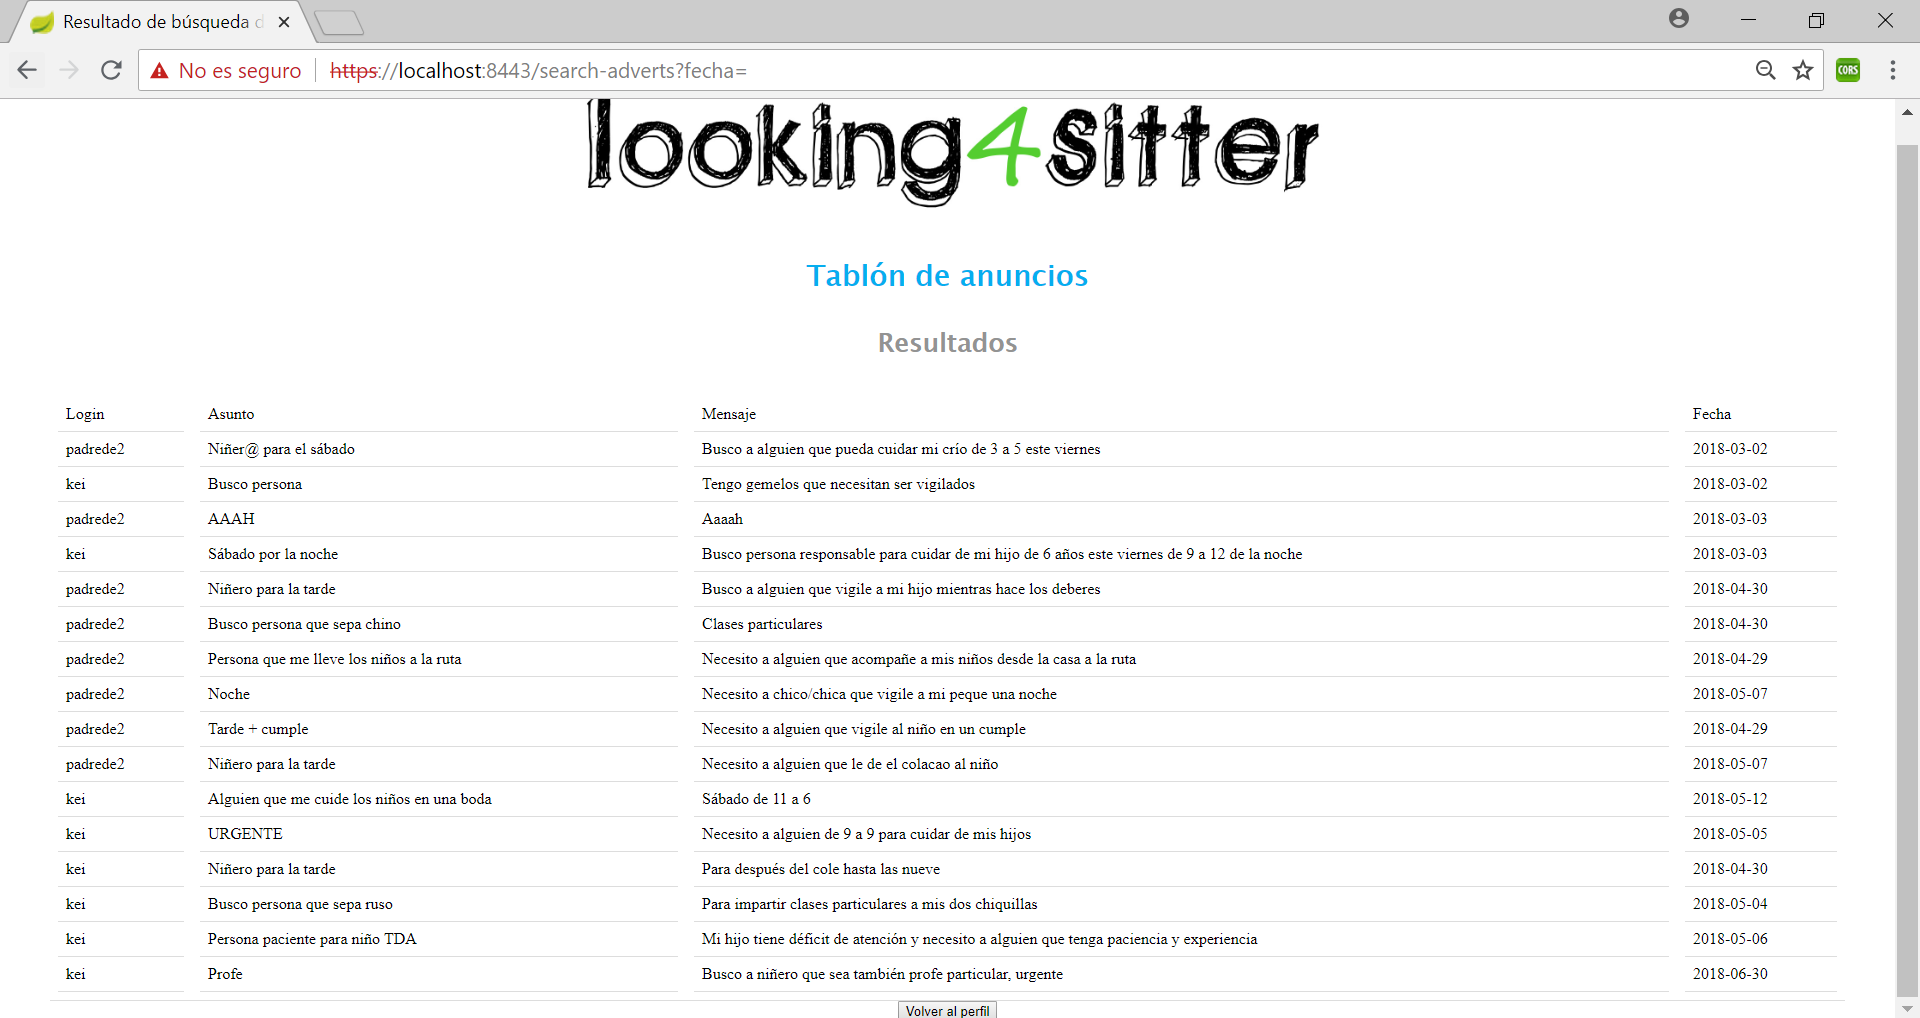 Resultado de búsqueda d
No es seguro https://localhost:8443/search-adverts?fecha= CORS
looking4sitter
Tablón de anuncios
Resultados
Login Asunto Mensaje Fecha
padrede2 Niñer@ para el sábado Busco a alguien que pueda cuidar mi crío de 3 a 5 este viernes 2018-03-02
kei Busco persona Tengo gemelos que necesitan ser vigilados 2018-03-02
padrede2 AAAH Aaaah 2018-03-03
kei Sábado por la noche Busco persona responsable para cuidar de mi hijo de 6 años este viernes de 9 a 12 de la noche 2018-03-03
padrede2 Niñero para la tarde Busco a alguien que vigile a mi hijo mientras hace los deberes 2018-04-30
padrede2 Busco persona que sepa chino Clases particulares 2018-04-30
padrede2 Persona que me lleve los niños a la ruta Necesito a alguien que acompañe a mis niños desde la casa a la ruta 2018-04-29
padrede2 Noche Necesito a chico/chica que vigile a mi peque una noche 2018-05-07
padrede2 Tarde + cumple Necesito a alguien que vigile al niño en un cumple 2018-04-29
padrede2 Niñero para la tarde Necesito a alguien que le de el colacao al niño 2018-05-07
kei Alguien que me cuide los niños en una boda Sábado de 11 a 6 2018-05-12
kei URGENTE Necesito a alguien de 9 a 9 para cuidar de mis hijos 2018-05-05
kei Niñero para la tarde Para después del cole hasta las nueve 2018-04-30
kei Busco persona que sepa ruso Para impartir clases particulares a mis dos chiquillas 2018-05-04
kei Persona paciente para niño TDA Mi hijo tiene déficit de atención y necesito a alguien que tenga paciencia y experiencia 2018-05-06
kei Profe Busco a niñero que sea también profe particular, urgente 2018-06-30
Volver al perfil